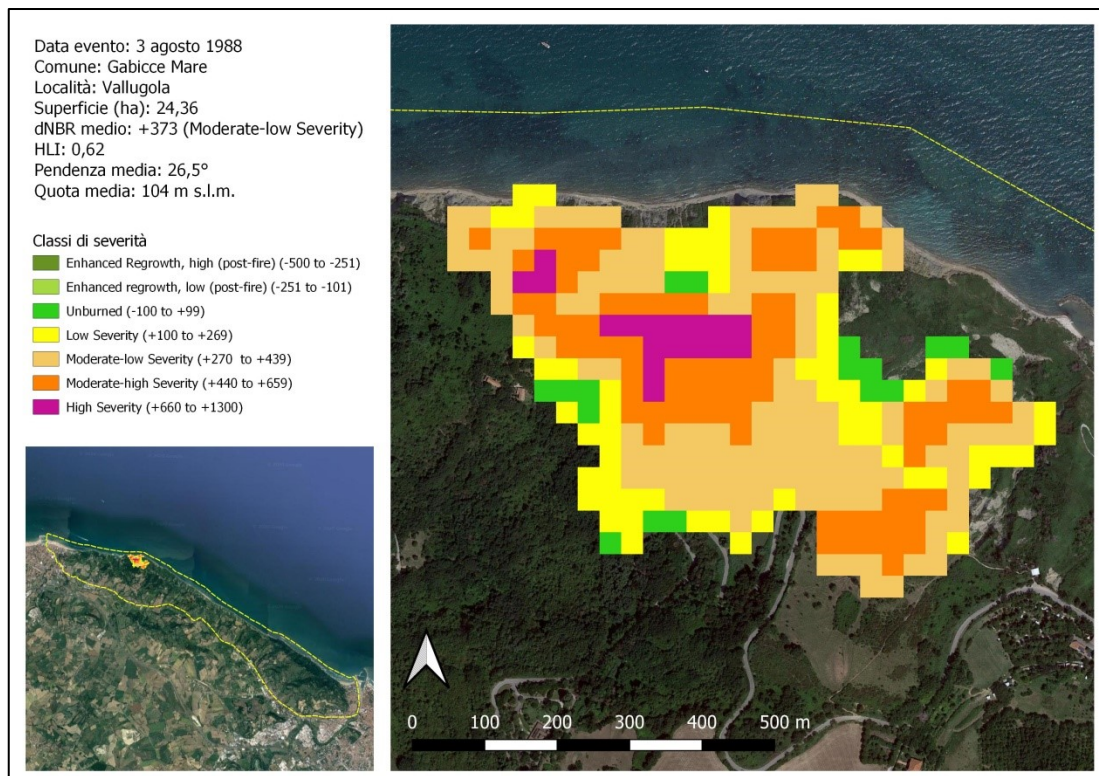 Data evento: 3 agosto 1988
Comune: Gabicce Mare
Località: Vallugola
Superficie (ha): 24,36
dNBR medio: +373 (Moderate-low Severity)
HLI: 0,62
Pendenza media: 26,5°
Quota media: 104 m s.l.m.
Classi di severità
Enhanced Regrowth, high (post-fire) (-500 to -251)
Enhanced regrowth, low (post-fire) (-251 to -101)
Unburned (-100 to +99)
Low Severity (+100 to +269)
Moderate-low Severity (+270 to +439)
Moderate-high Severity (+440 to +659)
High Severity (+660 to +1300)
0 100 200 300 400 500 m